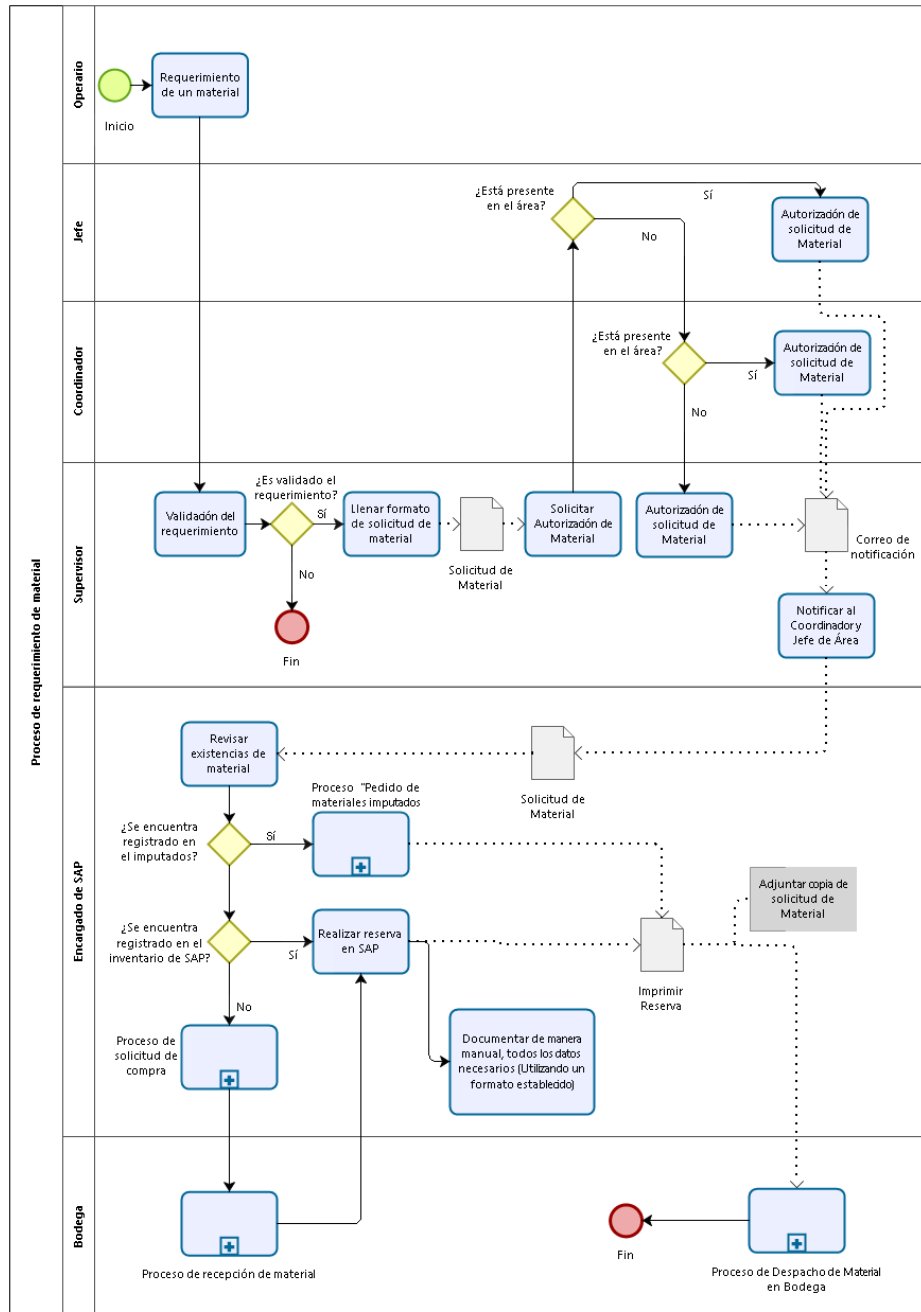 Proceso de requerimiento de material
Operario
Inicio
Requerimiento
de un material
Jefe
¿Está presente
en el área?
Sí
No
Autorización de
solicitud de
Material
Coordinador
¿Está presente
en el área?
Sí
No
Autorización de
solicitud de
Material
Supervisor
Validación del
requerimiento
¿Es validado el
requerimiento?
Sí
No
Fin
Llenar formato
de solicitud de
material
Solicitud de
Material
Solicitar
Autorización de
Material
Autorización de
solicitud de
Material
Correo de
notificación
Notificar al
Coordinador y
Jefe de Área
Encargado de SAP
Revisar
existencias de
material
Solicitud de
Material
¿Se encuentra
registrado en
el imputados?
Sí
Proceso "Pedido de
materiales imputados
¿Se encuentra
registrado en el
inventario de SAP?
Sí
No
Realizar reserva
en SAP
Imprimir
Reserva
Adjuntar copia de
solicitud de
Material
Proceso de
solicitud de
compra
Documentar de manera
manual, todos los datos
necesarios (Utilizando un
formato establecido)
Bodega
Proceso de recepción de material
Fin
Proceso de Despacho de Material
en Bodega